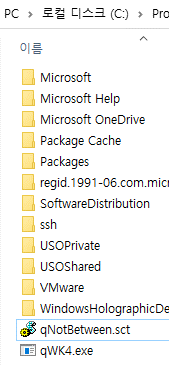 PC > 로컬 디스크 (C:) > Pro
이름
Microsoft
Microsoft Help
Microsoft OneDrive
Package Cache
Packages
regid.1991-06.com.micr
SoftwareDistribution
ssh
USOPrivate
USOShared
VMware
WindowsHolographicDe
qNotBetween.sct
qWK4.exe